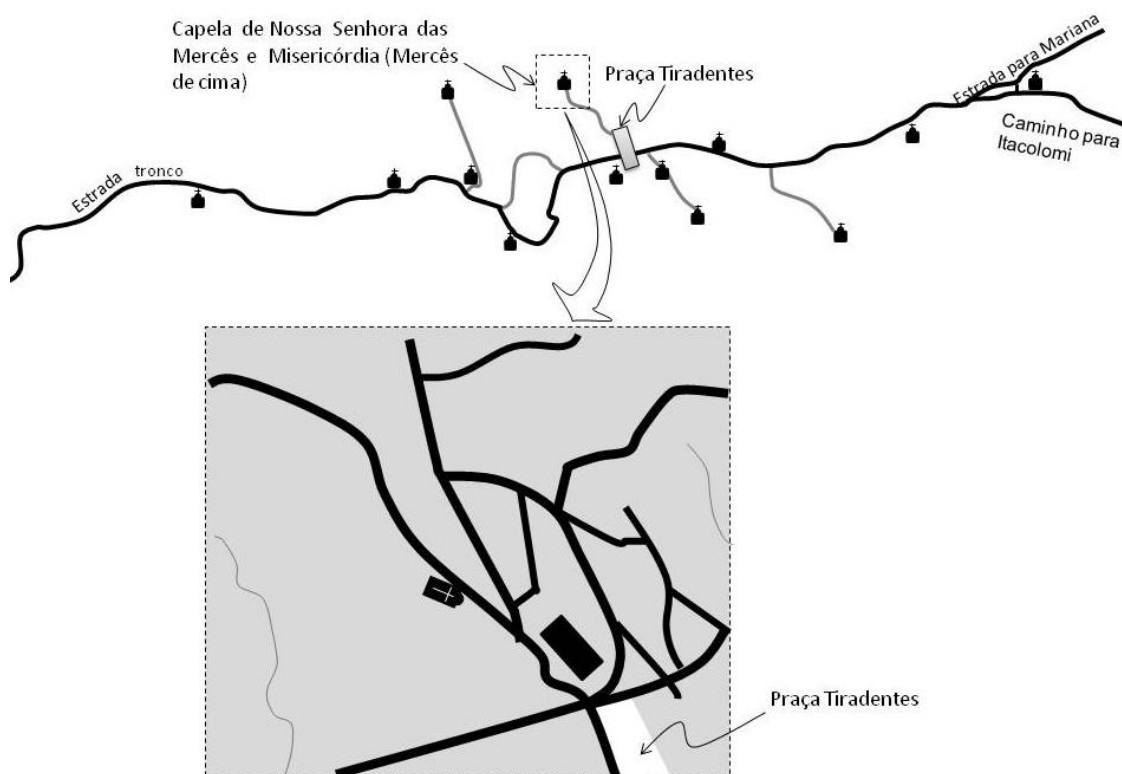 Capela de Nossa Senhora das
Mercês e Misericórdia (Mercês
de cima)
Praça Tiradentes
Estrada para Mariana
Caminho para
Itacolomi
Estrada tronco
Praça Tiradentes